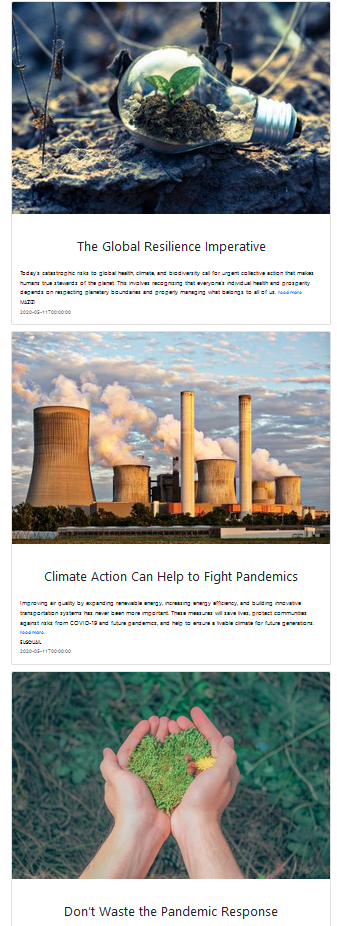 The Global Resilience Imperative
Today's catastrophic risks to global health, climate, and biodiversity call for urgent collective action that makes
humans true stewards of the planet. This involves recognizing that everyone's individual health and prosperity
depends on respecting planetary boundaries and properly managing what belongs to all of us. read more.
2020-05-11T00:00:00
Climate Action Can Help to Fight Pandemics
Improving air quality by expanding renewable energy, increasing energy efficiency, and building innovative
transportation systems has never been more important. These measures will save lives, protect communities
against risks from COVID-19 and future pandemics, and help to ensure a livable climate for future generations.
read more.
2020-05-11T00:00:00
Don't Waste the Pandemic Response